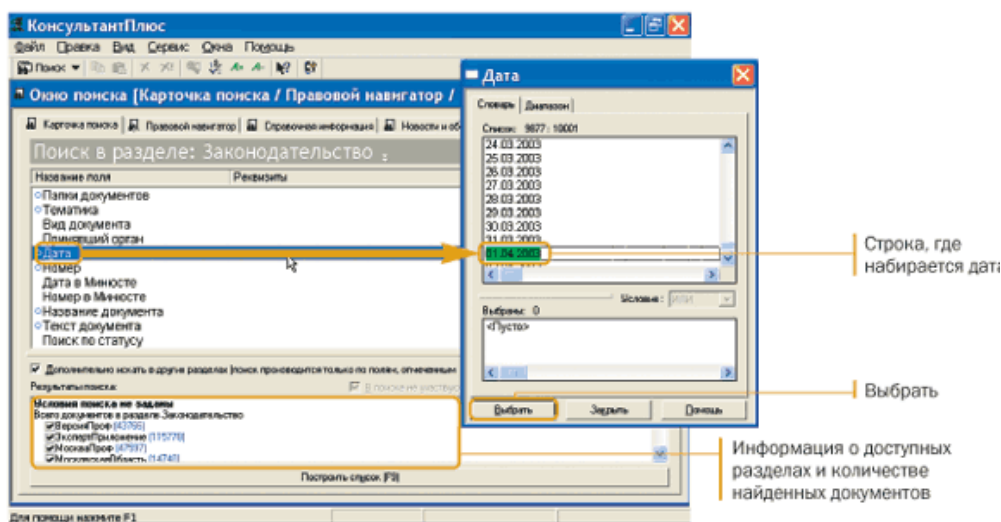 КонсультантПлюс
Файл Правка Вид Сервис Окна Помощь
Поиск
Окно поиска [Карточка поиска / Правовой навигатор /
Карточка поиска Правовой навигатор Справочная информация Новости и об
Поиск в разделе: Законодательство
Название поля Реквизиты
Папки документов
Тематика
Вид документа
Принявший орган
Дата
Номер
Дата в Минюсте
Номер в Минюсте
Название документа
Текст документа
Поиск по статусу
Дополнительно искать в других разделах (поиск производится только по полям, отмеченным
Результаты поиска: В поиске не участвую
Условия поиска не заданы
Всего документов в разделе Законодательство
ВерсияПроф (43766)
ЭкспертПриложение (115770)
МоскваПроф (47997)
МосковскаяОбласть (14740)
Построить список (F9)
Для помощи нажмите F1
Дата
Словарь Диапазон
Список: 9877: 10001
24.03.2003
25.03.2003
26.03.2003
27.03.2003
28.03.2003
29.03.2003
30.03.2003
31.03.2003
01.04.2003
Условие: ИЛИ
Выбраны: 0
<Пусто>
Выбрать Закрыть Помощь
Строка, где
набирается дата
Выбрать
Информация о доступных
разделах и количестве
найденных документов